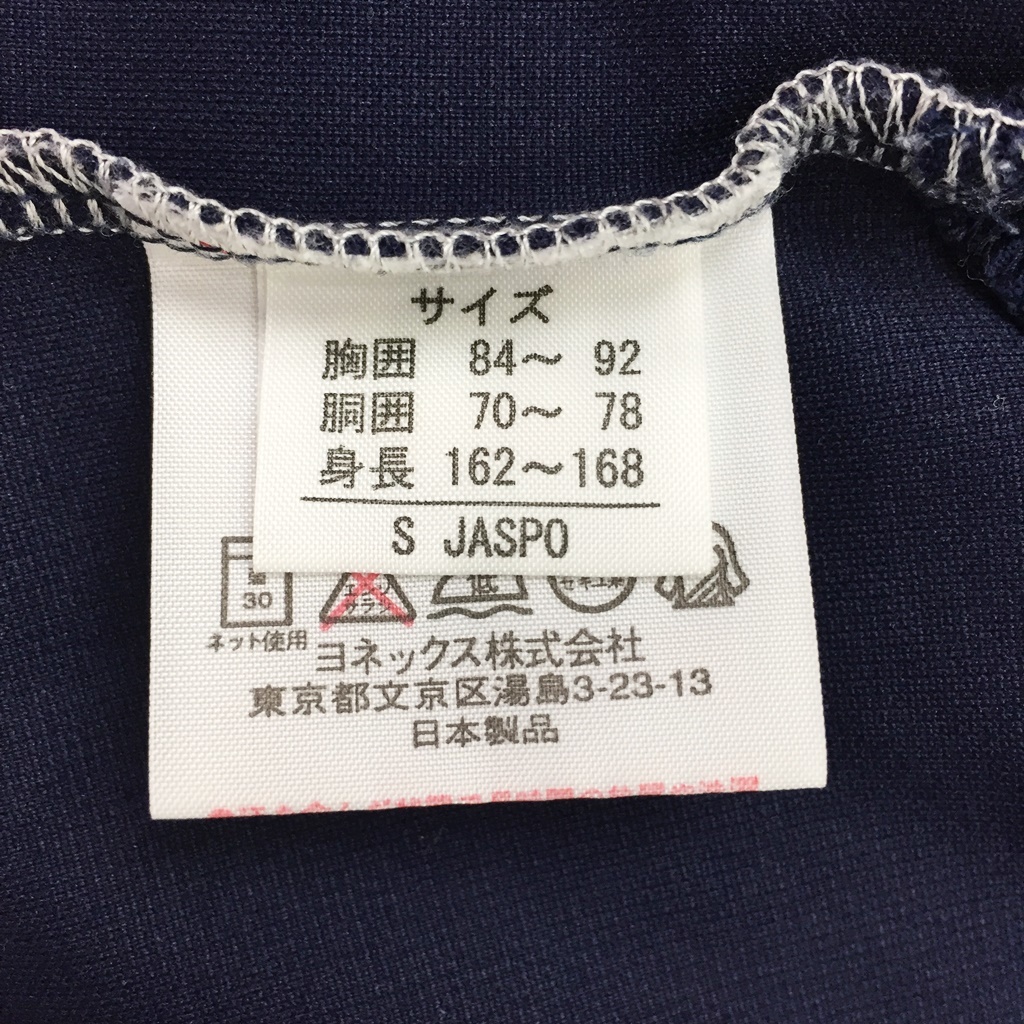 サイズ
胸囲 84～ 92
胴囲 70～ 78
身長 162～168
S JASPO
30
低
ネット使用
ヨネックス株式会社
東京都文京区湯島3-23-13
日本製品